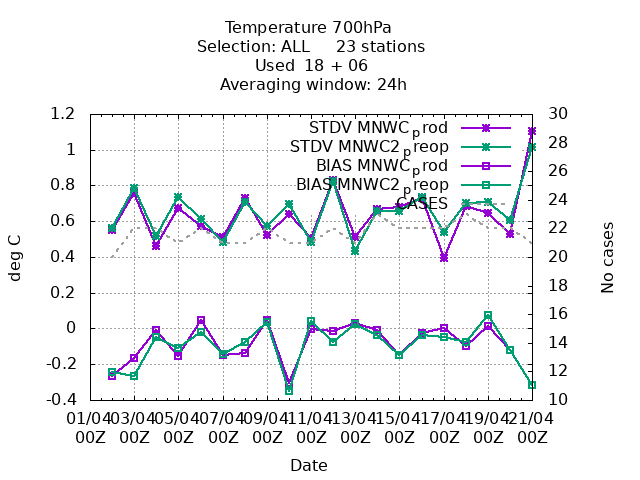 Temperature 700hPa
Selection: ALL     23 stations
Used  18 + 06
Averaging window: 24h
STDV MNWCprod
STDV MNWC2preop
BIAS MNWCprod
BIAS MNWC2preop
CASES
1.2
1
0.8
0.6
0.4
0.2
0
-0.2
-0.4
deg C
30
28
26
24
22
20
18
16
14
12
10
No cases
01/04 03/04 05/04 07/04 09/04 11/04 13/04 15/04 17/04 19/04 21/04
00Z 00Z 00Z 00Z 00Z 00Z 00Z 00Z 00Z 00Z 00Z
Date